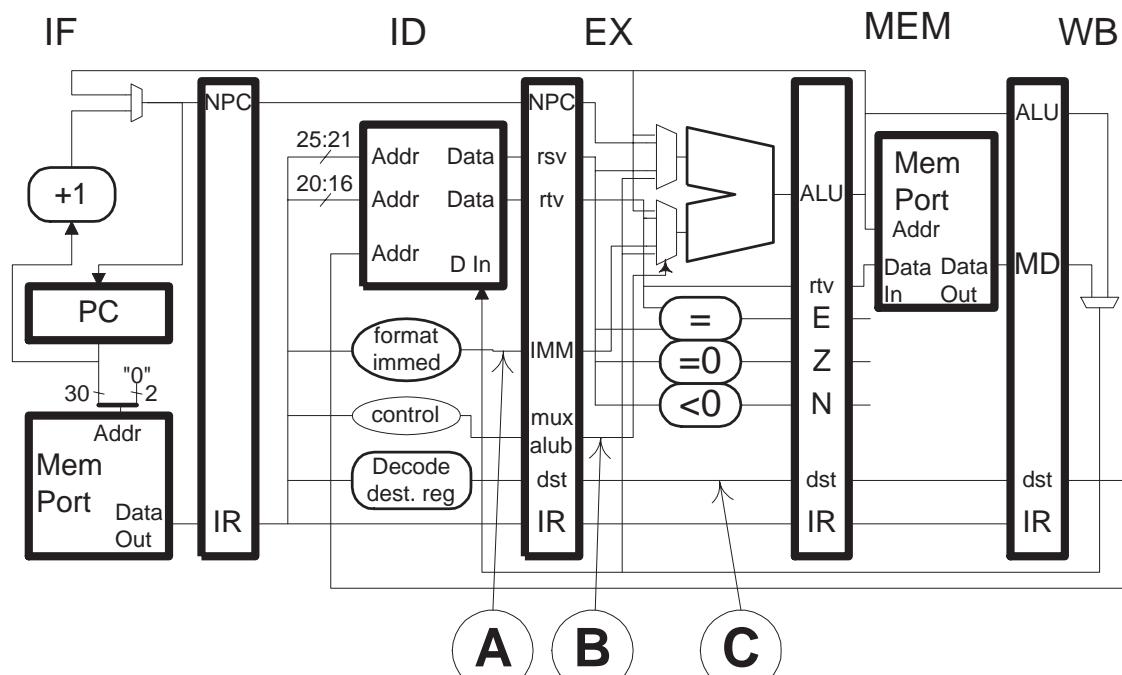 IF ID EX MEM WB
NPC
+1
PC
30 "0" 2
Addr
Mem
Port
Data
Out
IR
25:21
20:16
Addr Data
Addr Data
Addr
D In
format
immed
control
Decode
dest. reg
NPC
rsv
rtv
IMM
mux
alub
dst
IR
=
=0
<0
ALU
rtv
E
Z
N
dst
IR
Mem
Port
Addr
Data
In
Data
Out
ALU
MD
dst
IR
A B C